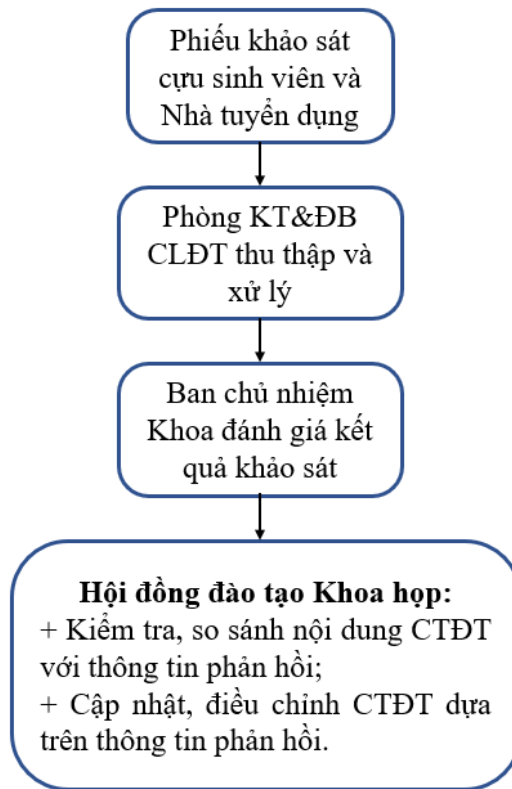 Phiếu khảo sát
cựu sinh viên và
Nhà tuyển dụng
Phòng KT&ĐB
CLĐT thu thập và
xử lý
Ban chủ nhiệm
Khoa đánh giá kết
quả khảo sát
Hội đồng đào tạo Khoa họp:
+ Kiểm tra, so sánh nội dung CTĐT
với thông tin phản hồi;
+ Cập nhật, điều chỉnh CTĐT dựa
trên thông tin phản hồi.